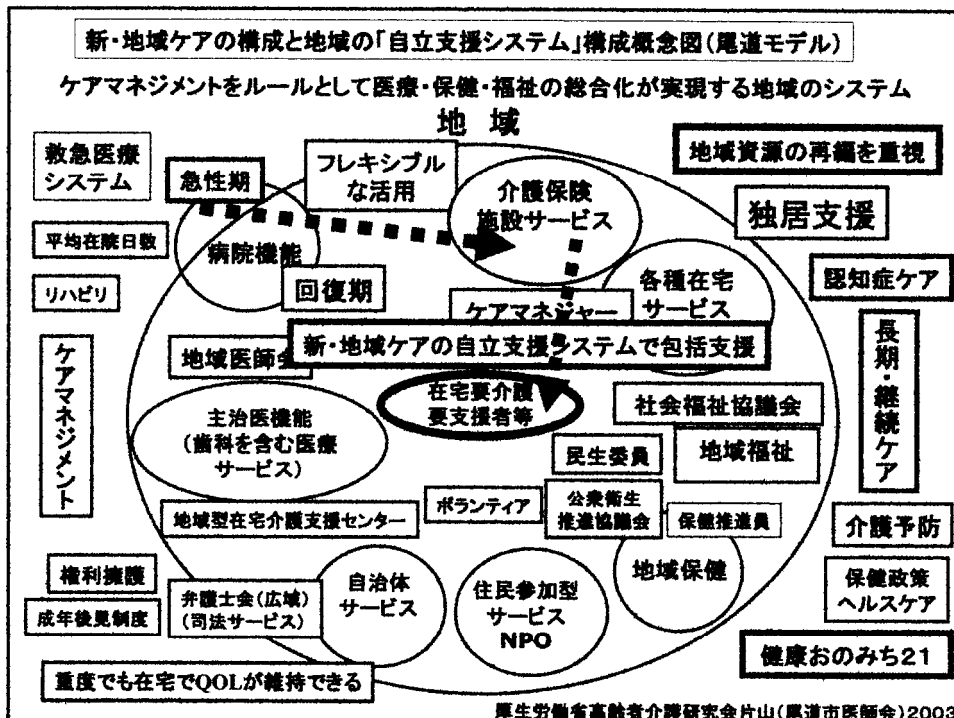 新・地域ケアの構成と地域の「自立支援システム」構成概念図(尾道モデル)
ケアマネジメントをルールとして医療・保健・福祉の総合化が実現する地域のシステム
地 域
救急医療
システム
急性期
フレキシブル
な活用
介護保険
施設サービス
地域資源の再編を重視
独居支援
平均在院日数
病院機能
回復期
リハビリ
各種在宅
サービス
認知症ケア
ケアマネジャー
新・地域ケアの自立支援システムで包括支援
地域医師会
ケアマネジメント
長期・継続ケア
在宅要介護
要支援者等
主治医機能
(歯科を含む医療
サービス)
社会福祉協議会
地域福祉
民生委員
ボランティア
公衆衛生
推進協議会
保健推進員
地域型在宅介護支援センター
介護予防
地域保健
権利擁護
成年後見制度
弁護士会(広域)
(司法サービス)
自治体
サービス
住民参加型
サービス
NPO
保健政策
ヘルスケア
健康おのみち21
重度でも在宅でQOLが維持できる
厚生労働省高齢者介護研究会片山(尾道市医師会)2003